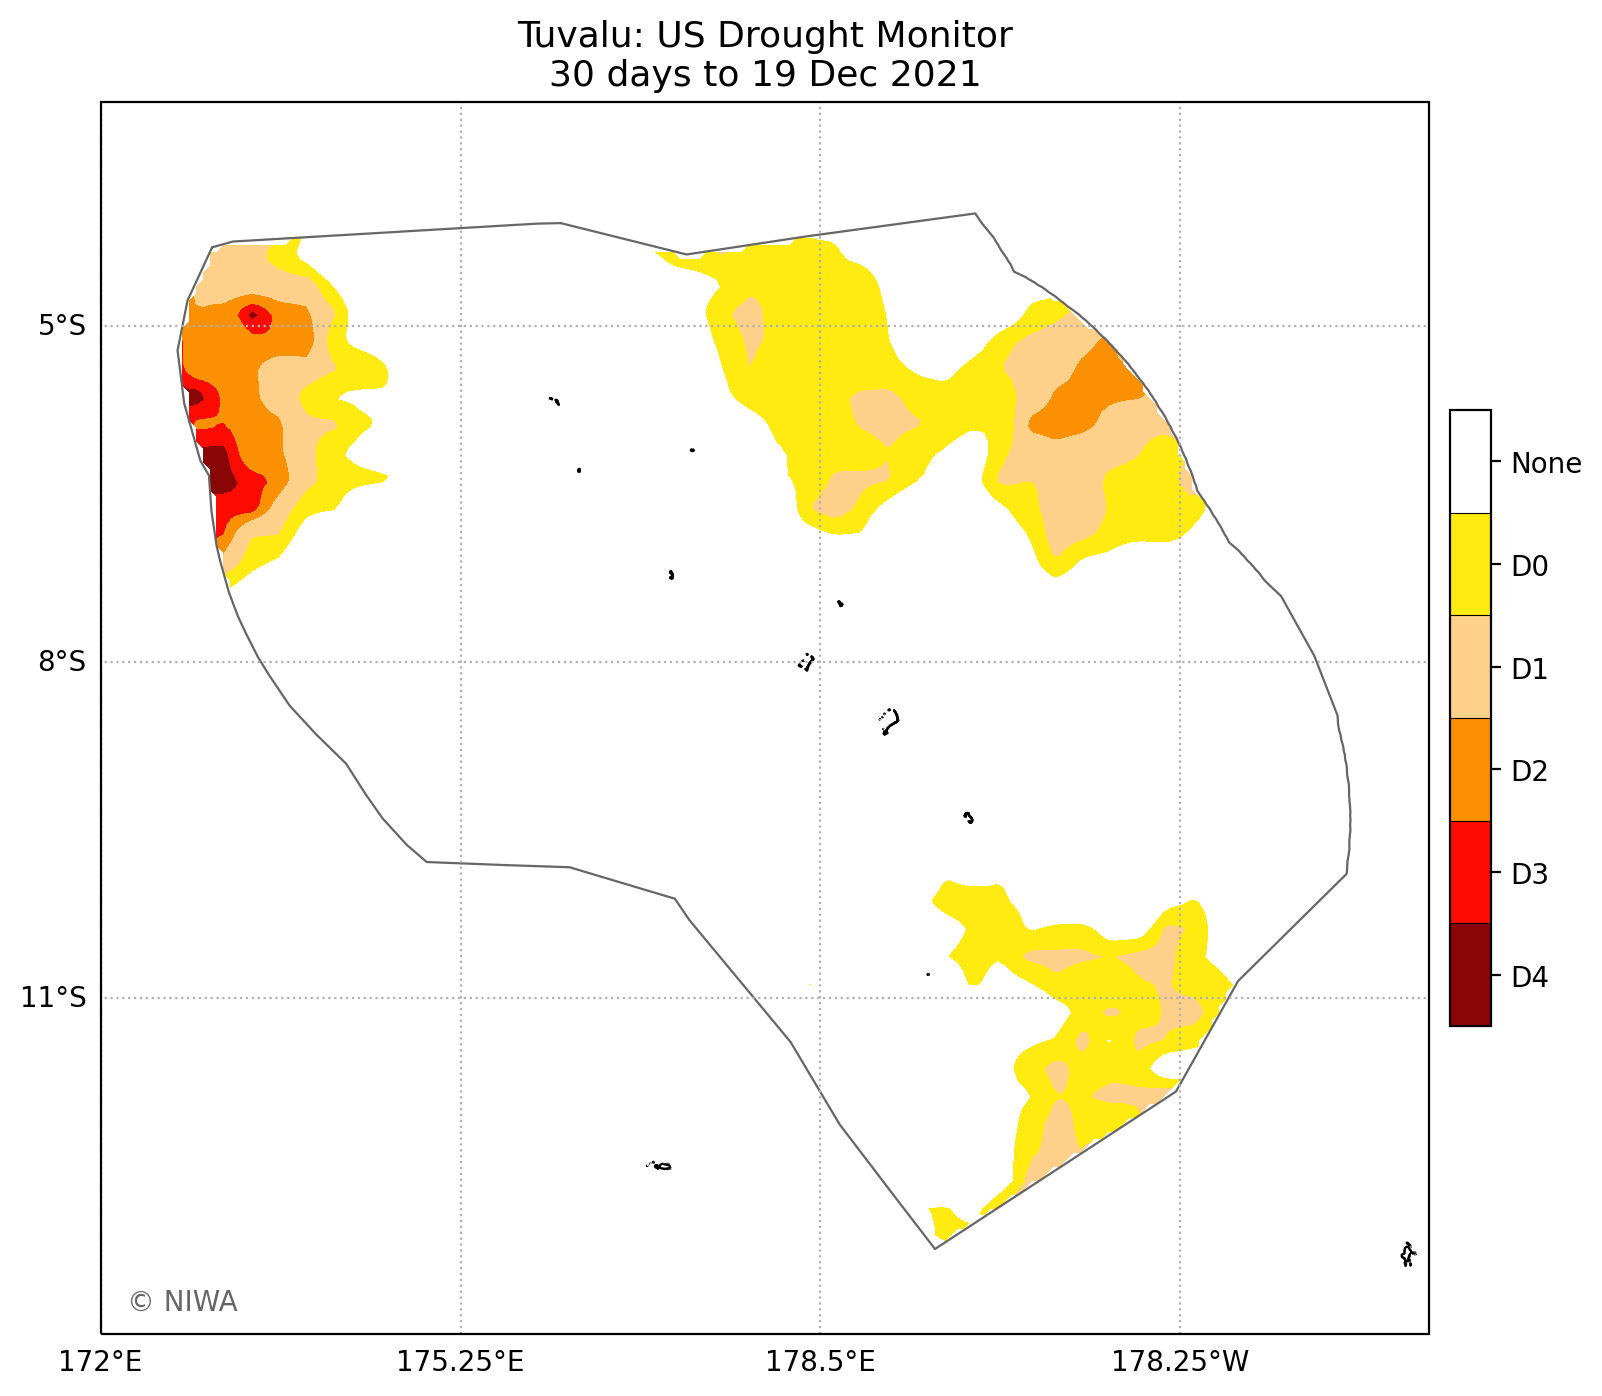 Tuvalu: US Drought Monitor
30 days to 19 Dec 2021
5°S
8°S
11°S
172°E
175.25°E
178.5°E
178.25°W
None
D0
D1
D2
D3
D4
© NIWA